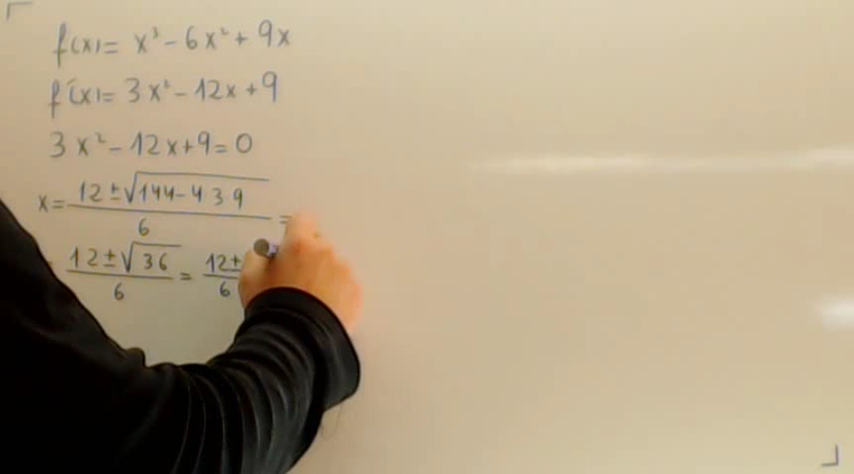 f(x)= x³-6x²+9x
f'(x)= 3x²-12x+9
3x²-12x+9=0
x= 12±√144-4·3·9 / 6 =
12±√36 / 6 = 12± / 6